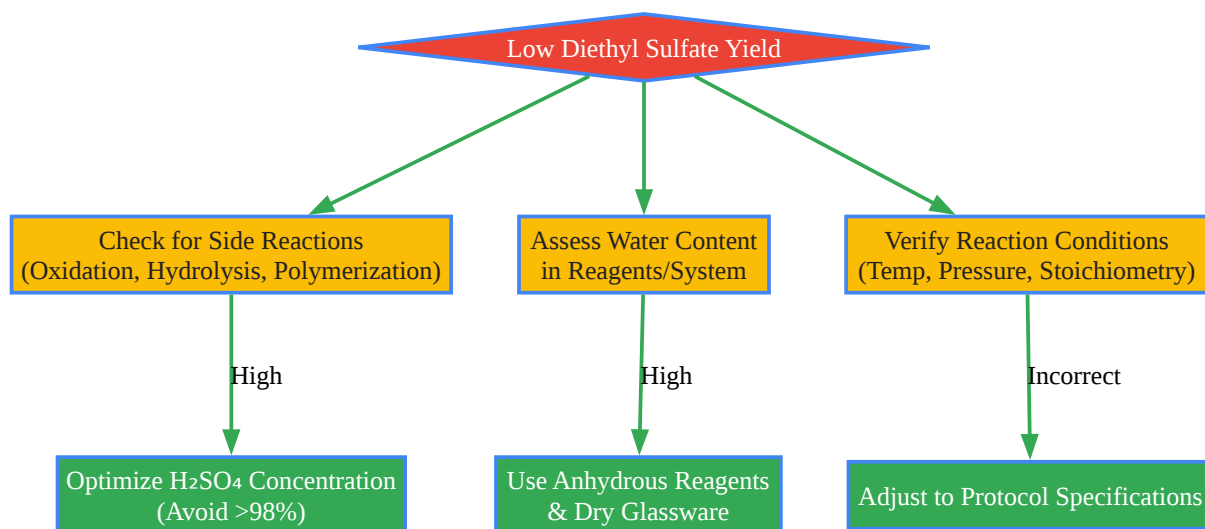 Low Diethyl Sulfate Yield
Check for Side Reactions
(Oxidation, Hydrolysis, Polymerization)
Assess Water Content
in Reagents/System
Verify Reaction Conditions
(Temp, Pressure, Stoichiometry)
High
High
Incorrect
Optimize H₂SO₄ Concentration
(Avoid >98%)
Use Anhydrous Reagents
& Dry Glassware
Adjust to Protocol Specifications